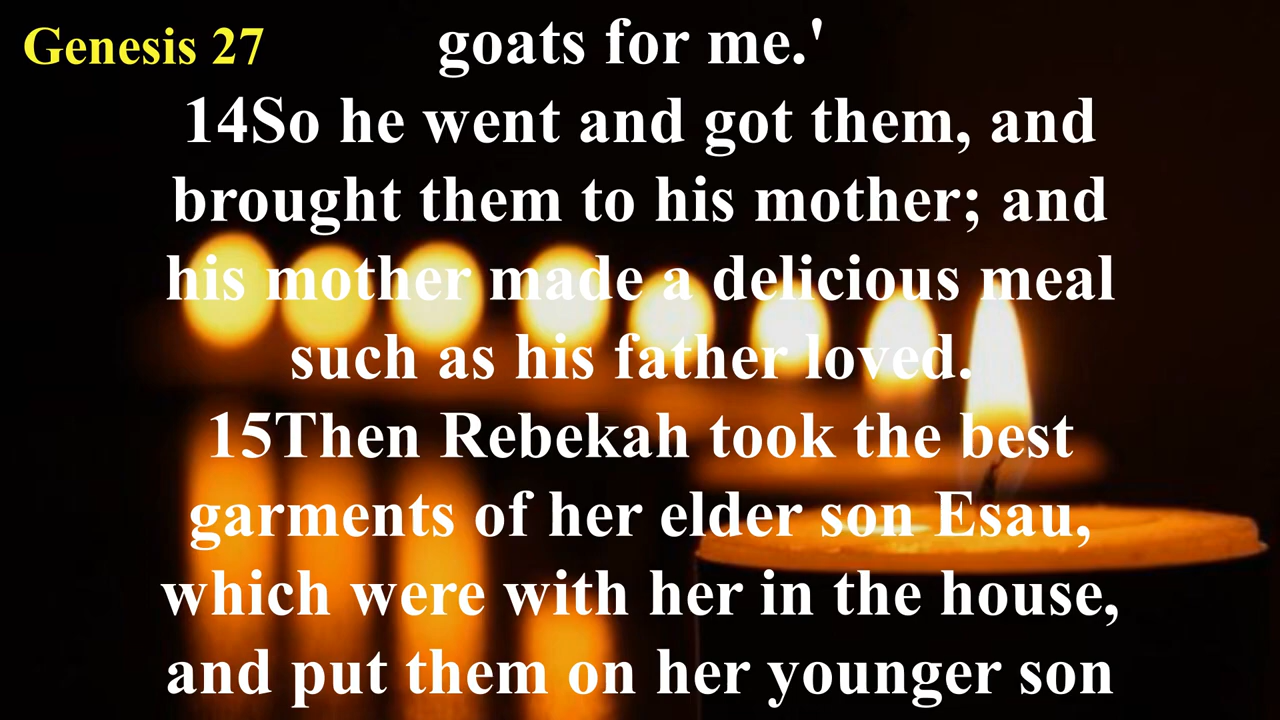 Genesis 27
goats for me.'
14So he went and got them, and
brought them to his mother; and
his mother made a delicious meal
such as his father loved.
15Then Rebekah took the best
garments of her elder son Esau,
which were with her in the house,
and put them on her younger son